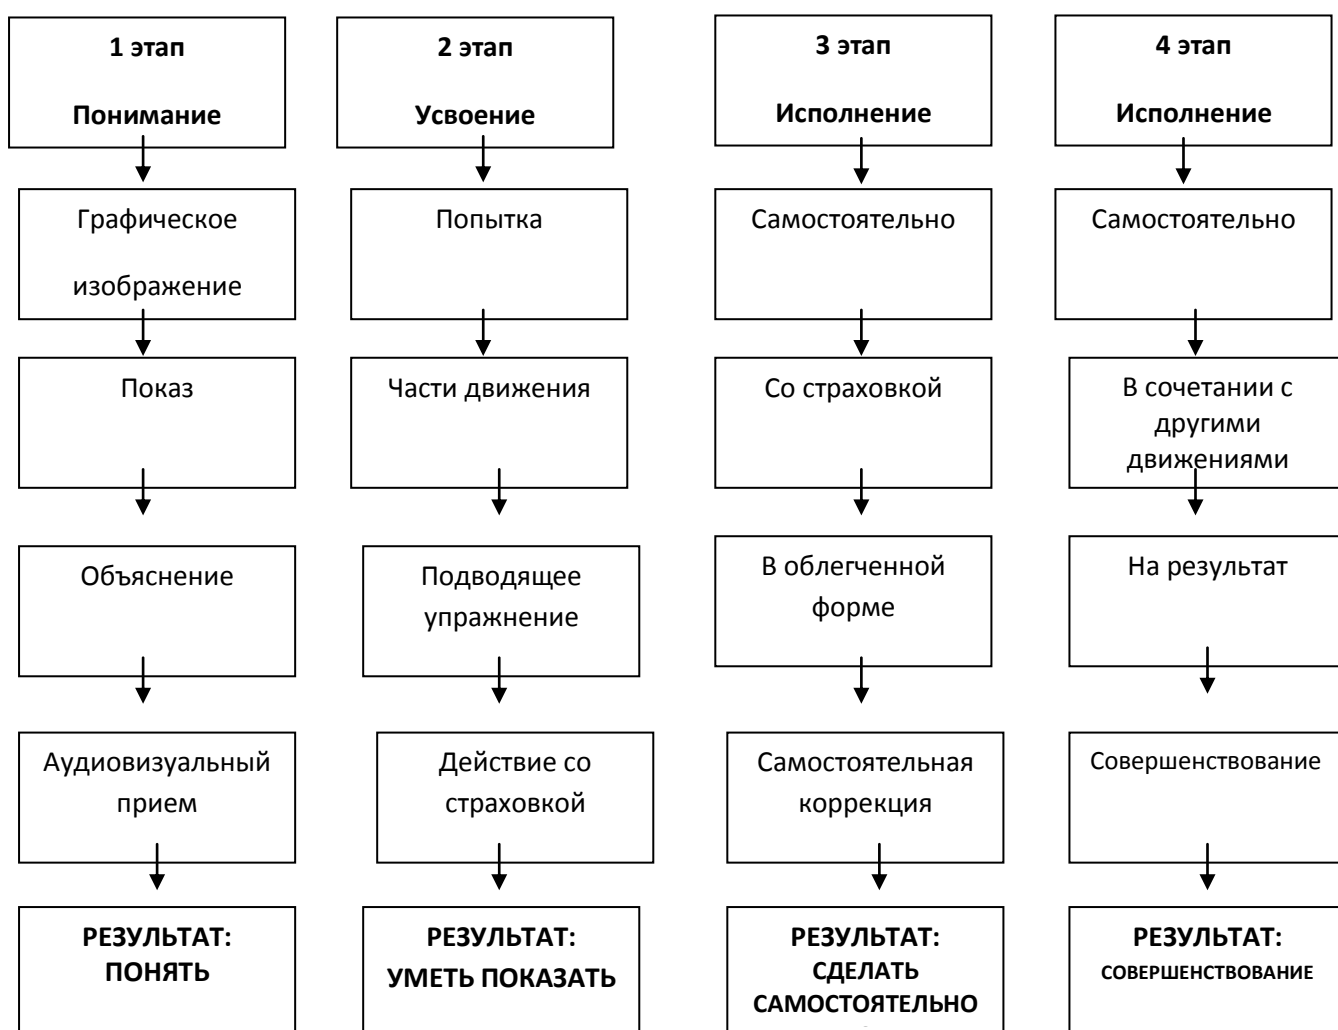 1 этап
Понимание
Графическое
изображение
Показ
Объяснение
Аудиовизуальный
прием
РЕЗУЛЬТАТ:
ПОНЯТЬ
2 этап
Усвоение
Попытка
Части движения
Подводящее
упражнение
Действие со
страховкой
РЕЗУЛЬТАТ:
УМЕТЬ ПОКАЗАТЬ
3 этап
Исполнение
Самостоятельно
Со страховкой
В облегченной
форме
Самостоятельная
коррекция
РЕЗУЛЬТАТ:
СДЕЛАТЬ
САМОСТОЯТЕЛЬНО
4 этап
Исполнение
Самостоятельно
В сочетании с
другими
движениями
На результат
Совершенствование
РЕЗУЛЬТАТ:
СОВЕРШЕНСТВОВАНИЕ